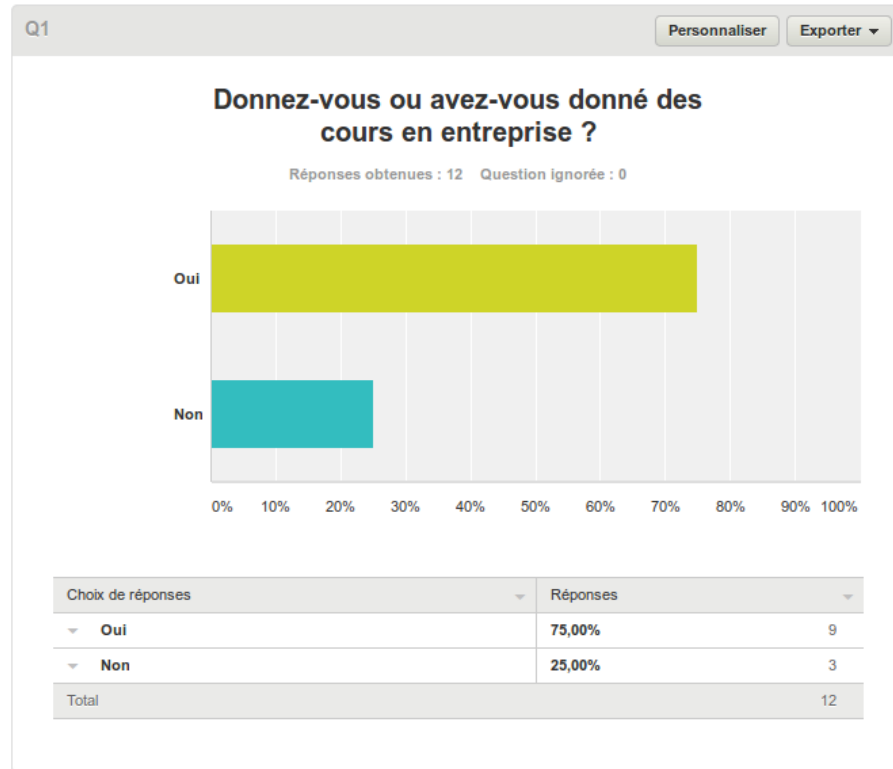 Q1 Personnaliser Exporter
Donnez-vous ou avez-vous donné des
cours en entreprise ?
Réponses obtenues : 12 Question ignorée : 0
Oui
Non
0% 10% 20% 30% 40% 50% 60% 70% 80% 90% 100%
Choix de réponses Réponses
Oui 75,00% 9
Non 25,00% 3
Total 12